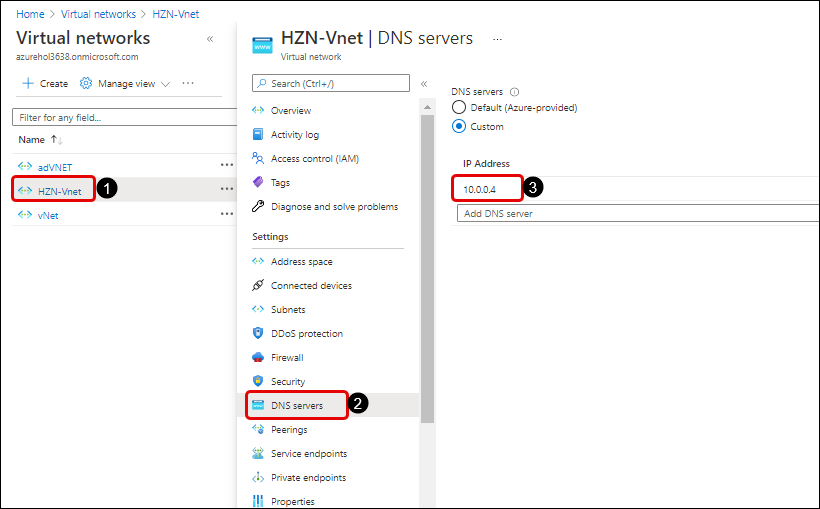 Home > Virtual networks > HZN-Vnet
Virtual networks «
azurehol3638.onmicrosoft.com
+ Create Manage view ...
Filter for any field...
Name ↑↓
adVNET ...
HZN-Vnet ... 1
vNet ...
HZN-Vnet | DNS servers ...
Virtual network
Search (Ctrl+/) «
Overview
Activity log
Access control (IAM)
Tags
Diagnose and solve problems
Settings
Address space
Connected devices
Subnets
DDoS protection
Firewall
Security
DNS servers 2
Peerings
Service endpoints
Private endpoints
Properties
DNS servers
Default (Azure-provided)
Custom
IP Address
10.0.0.4 3
Add DNS server